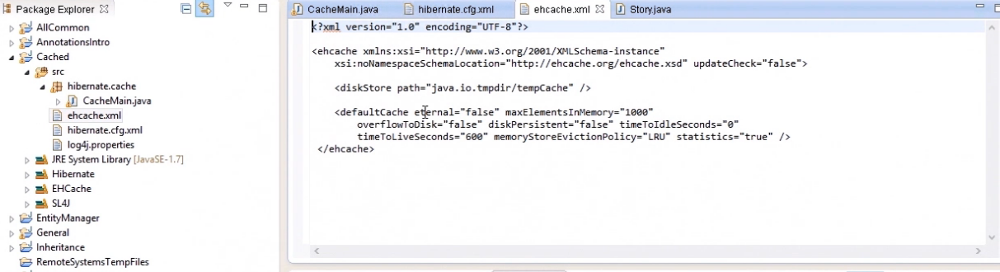 Package Explorer
AllCommon
AnnotationsIntro
Cached
src
hibernate.cache
CacheMain.java
ehcache.xml
hibernate.cfg.xml
log4j.properties
JRE System Library [JavaSE-1.7]
Hibernate
EHCache
SL4J
EntityManager
General
Inheritance
RemoteSystemsTempFiles
CacheMain.java hibernate.cfg.xml ehcache.xml Story.java
<?xml version="1.0" encoding="UTF-8"?>
<ehcache xmlns:xsi="http://www.w3.org/2001/XMLSchema-instance"
xsi:noNamespaceSchemaLocation="http://ehcache.org/ehcache.xsd" updateCheck="false">
<diskStore path="java.io.tmpdir/tempCache" />
<defaultCache eternal="false" maxElementsInMemory="1000"
overflowToDisk="false" diskPersistent="false" timeToIdleSeconds="0"
timeToLiveSeconds="600" memoryStoreEvictionPolicy="LRU" statistics="true" />
</ehcache>